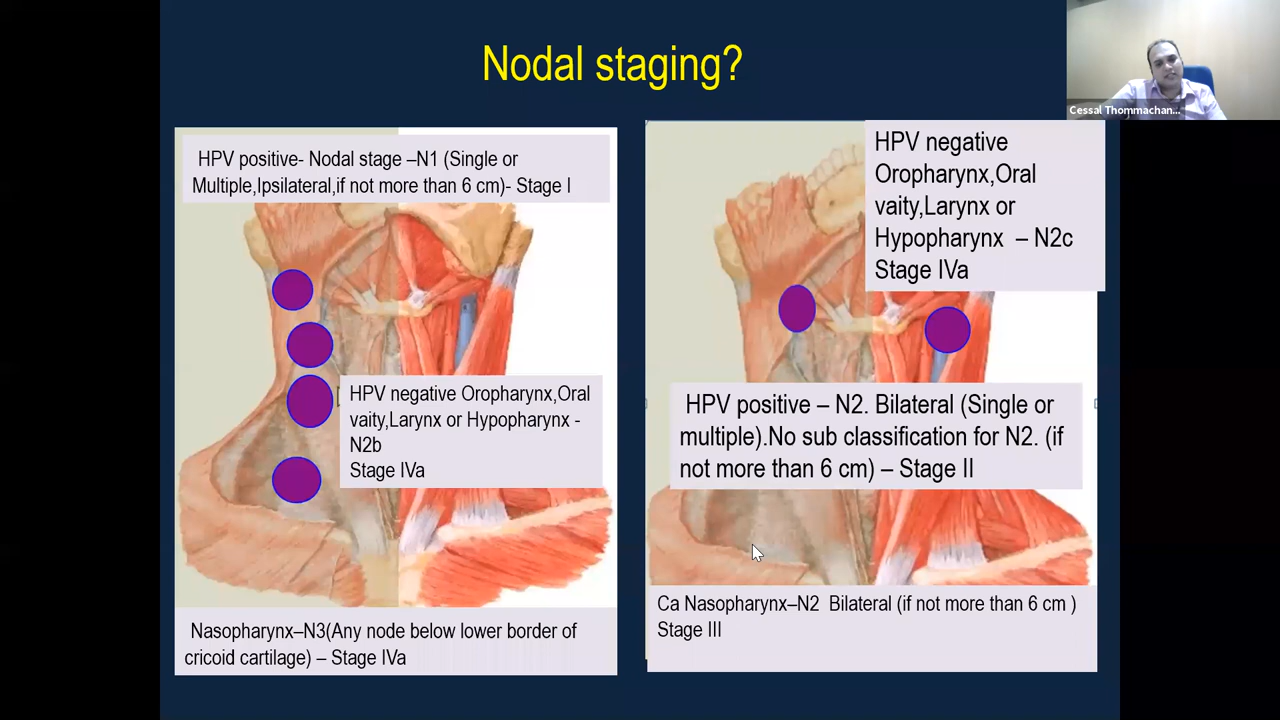 Nodal staging?
Cessal Thommachan...
HPV positive- Nodal stage –N1 (Single or
Multiple,Ipsilateral,if not more than 6 cm)- Stage I
HPV negative Oropharynx,Oral
vaity,Larynx or Hypopharynx -
N2b
Stage IVa
Nasopharynx–N3(Any node below lower border of
cricoid cartilage) – Stage IVa
HPV negative
Oropharynx,Oral
vaity,Larynx or
Hypopharynx – N2c
Stage IVa
HPV positive – N2. Bilateral (Single or
multiple).No sub classification for N2. (if
not more than 6 cm) – Stage II
Ca Nasopharynx–N2 Bilateral (if not more than 6 cm )
Stage III